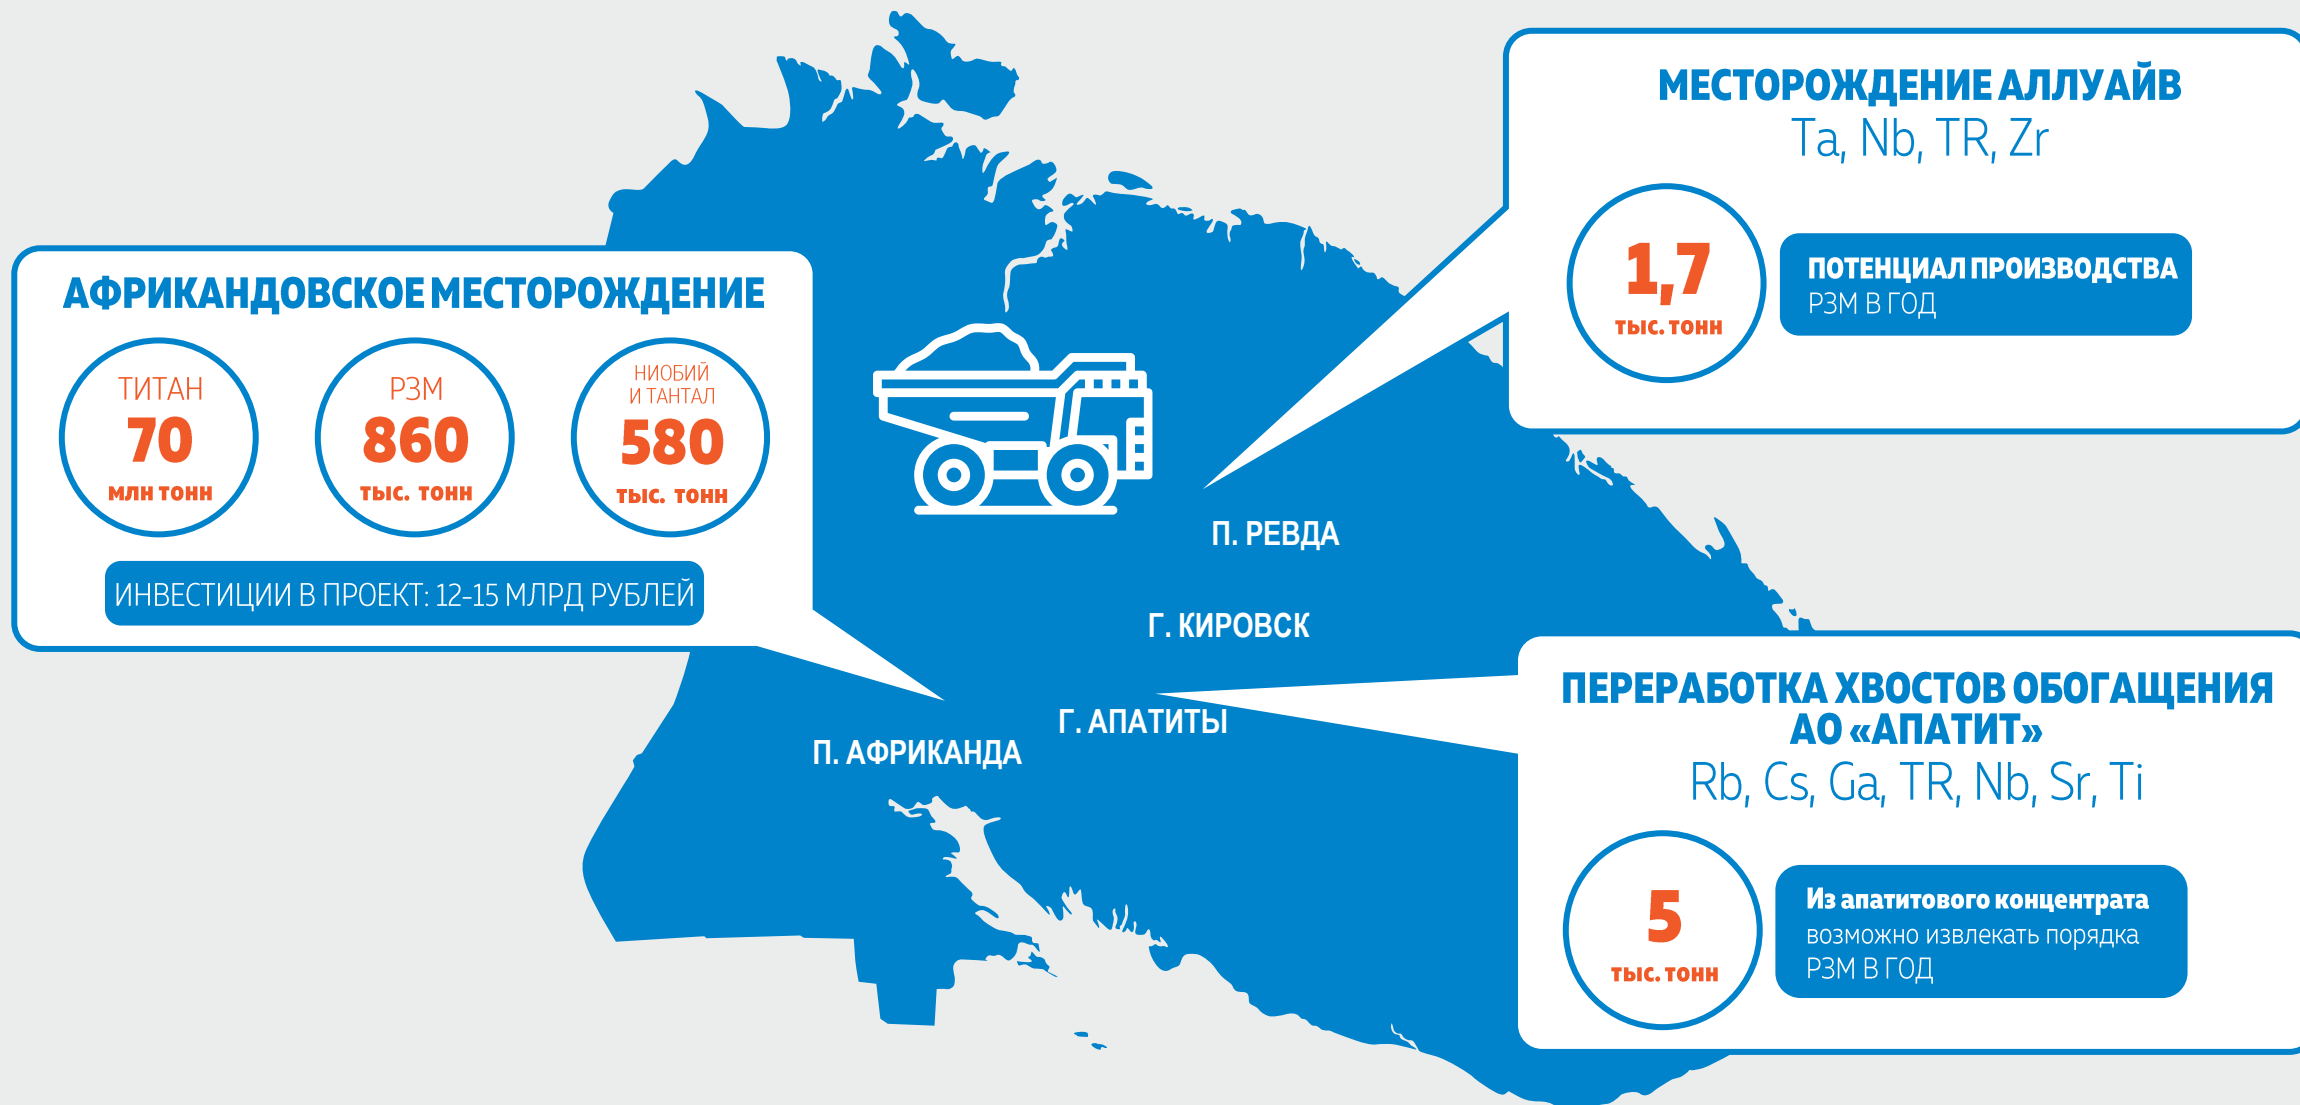 МЕСТОРОЖДЕНИЕ АЛЛУАЙВ
Ta, Nb, TR, Zr
1,7
тыс. тонн
ПОТЕНЦИАЛ ПРОИЗВОДСТВА
РЗМ В ГОД
АФРИКАНДОВСКОЕ МЕСТОРОЖДЕНИЕ
ТИТАН
70
млн тонн
РЗМ
860
тыс. тонн
НИОБИЙ
И ТАНТАЛ
580
тыс. тонн
ИНВЕСТИЦИИ В ПРОЕКТ: 12-15 МЛРД РУБЛЕЙ
П. РЕВДА
Г. КИРОВСК
Г. АПАТИТЫ
П. АФРИКАНДА
ПЕРЕРАБОТКА ХВОСТОВ ОБОГАЩЕНИЯ
АО «АПАТИТ»
Rb, Cs, Ga, TR, Nb, Sr, Ti
5
тыс. тонн
Из апатитового концентрата
возможно извлекать порядка
РЗМ В ГОД